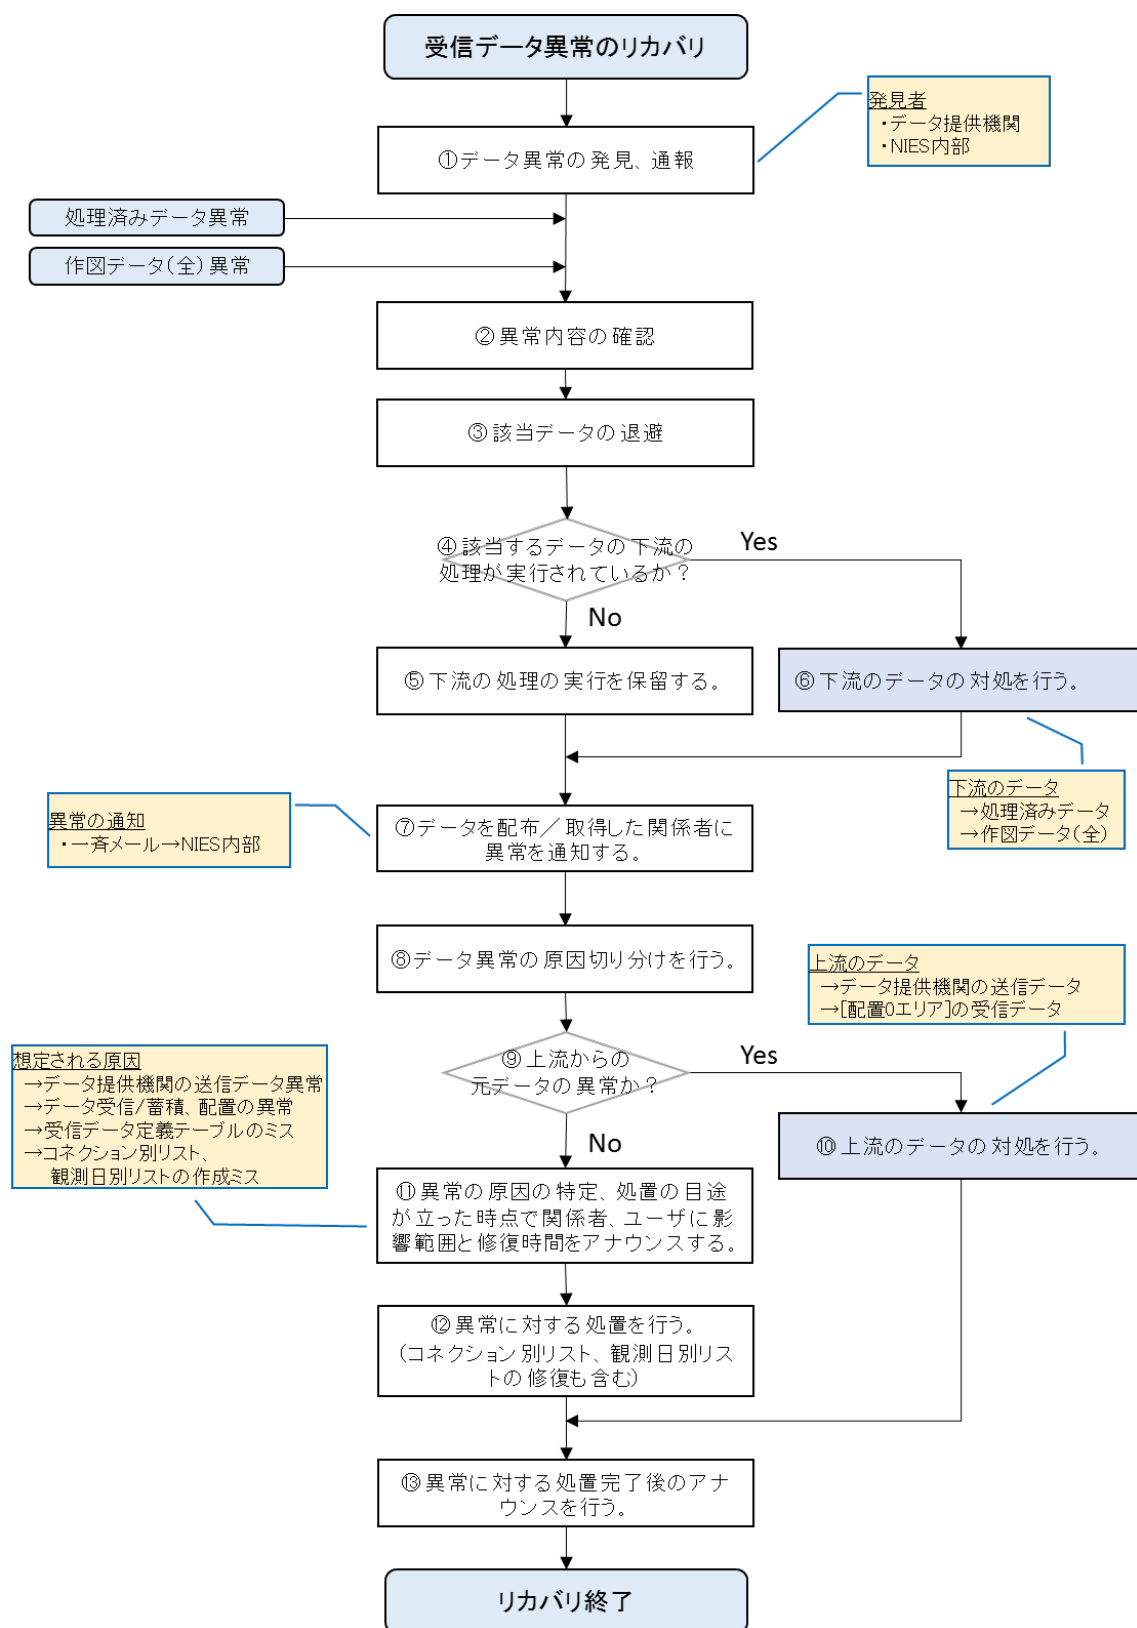 受信データ異常のリカバリ
①データ異常の発見、通報
発見者
・データ提供機関
・NIES内部
処理済みデータ異常
作図データ(全)異常
②異常内容の確認
③該当データの退避
④該当するデータの下流の
処理が実行されているか？
Yes
No
⑤下流の処理の実行を保留する。
⑥下流のデータの対処を行う。
下流のデータ
→処理済みデータ
→作図データ(全)
異常の通知
・一斉メール→NIES内部
⑦データを配布／取得した関係者に
異常を通知する。
⑧データ異常の原因切り分けを行う。
上流のデータ
→データ提供機関の送信データ
→[配置0エリア]の受信データ
⑨上流からの
元データの異常か？
Yes
No
想定される原因
→データ提供機関の送信データ異常
→データ受信/蓄積、配置の異常
→受信データ定義テーブルのミス
→コネクション別リスト、
観測日別リストの作成ミス
⑩上流のデータの対処を行う。
⑪異常の原因の特定、処置の目途
が立った時点で関係者、ユーザに影
響範囲と修復時間をアナウンスする。
⑫異常に対する処置を行う。
(コネクション別リスト、観測日別リス
トの修復も含む)
⑬異常に対する処置完了後のアナ
ウンスを行う。
リカバリ終了